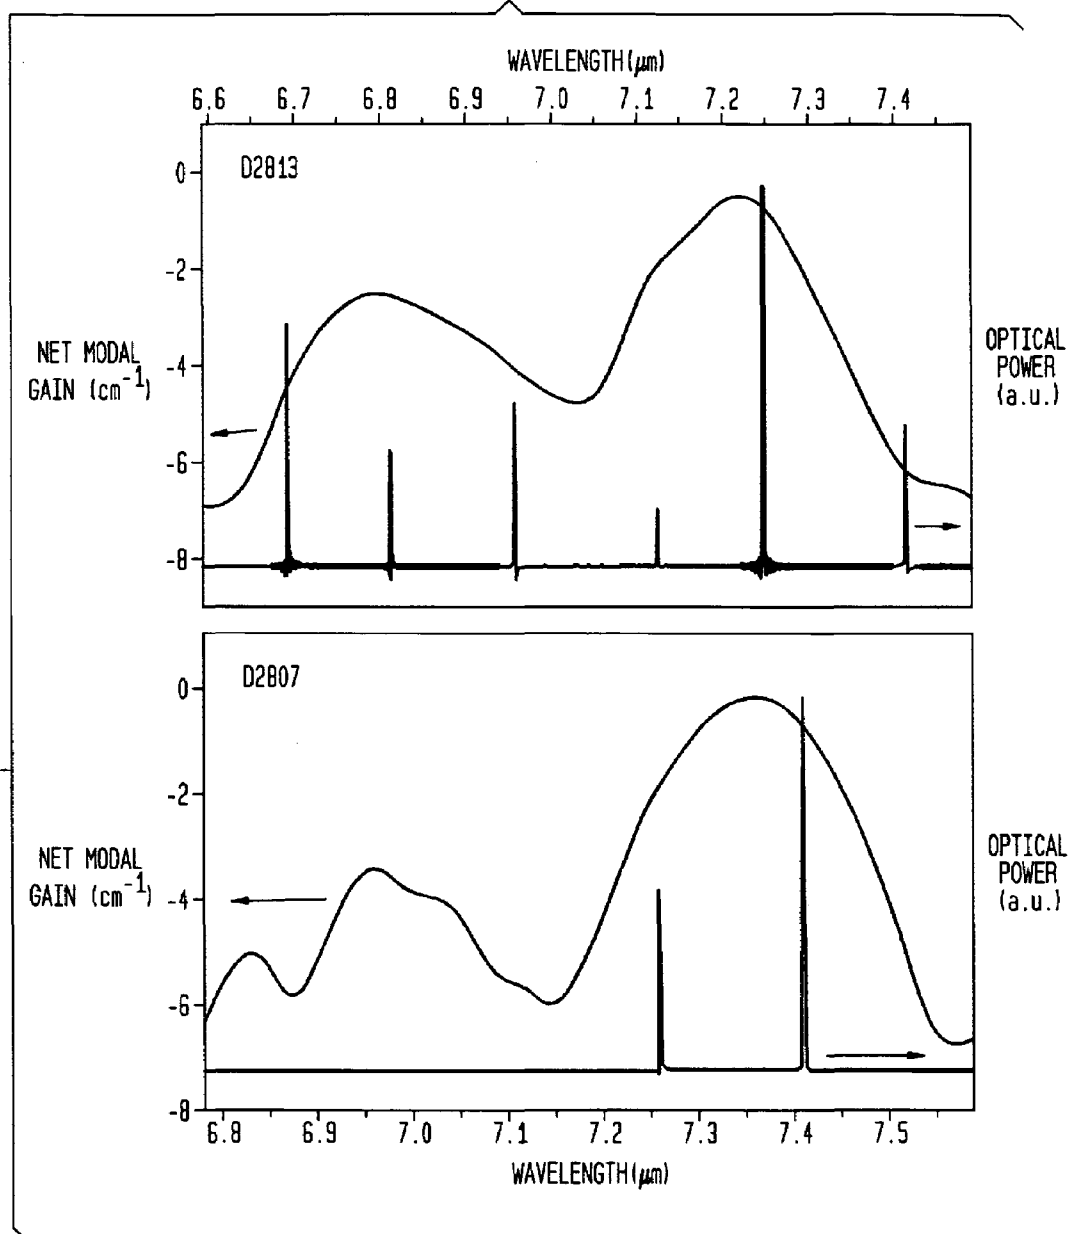 WAVELENGTH(μm)
6.6 6.7 6.8 6.9 7.0 7.1 7.2 7.3 7.4
D2813
0
-2
-4
-6
-8
NET MODAL
GAIN (cm⁻¹)
OPTICAL
POWER
(a.u.)
D2807
0
-2
-4
-6
-8
NET MODAL
GAIN (cm⁻¹)
OPTICAL
POWER
(a.u.)
6.8 6.9 7.0 7.1 7.2 7.3 7.4 7.5
WAVELENGTH(μm)